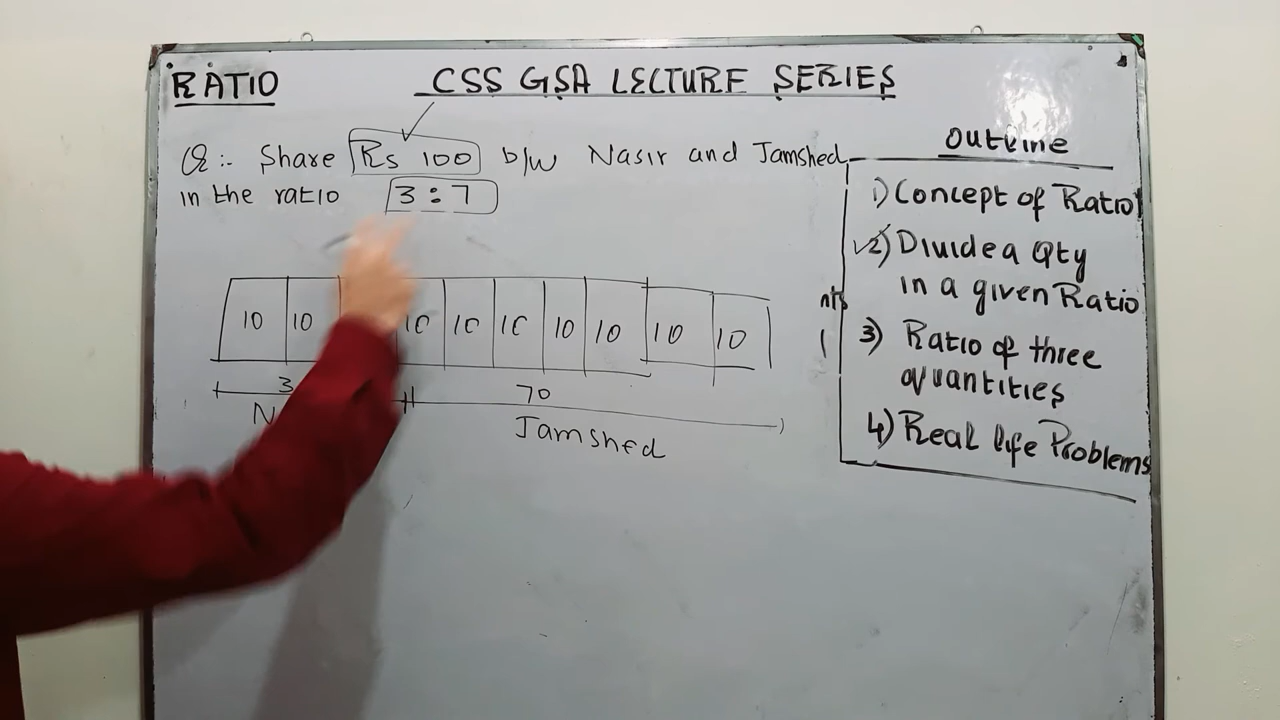 RATIO
CSS GSA LECTURE SERIES
Q:- Share Rs 100 b/w Nasir and Jamshed
in the ratio 3:7
10 10 10 10 10 10 10 10 10
70
Jamshed
Outline
1) Concept of Ratio
2) Divide a Qty
in a given Ratio
3) Ratio of three
quantities
4) Real life Problems